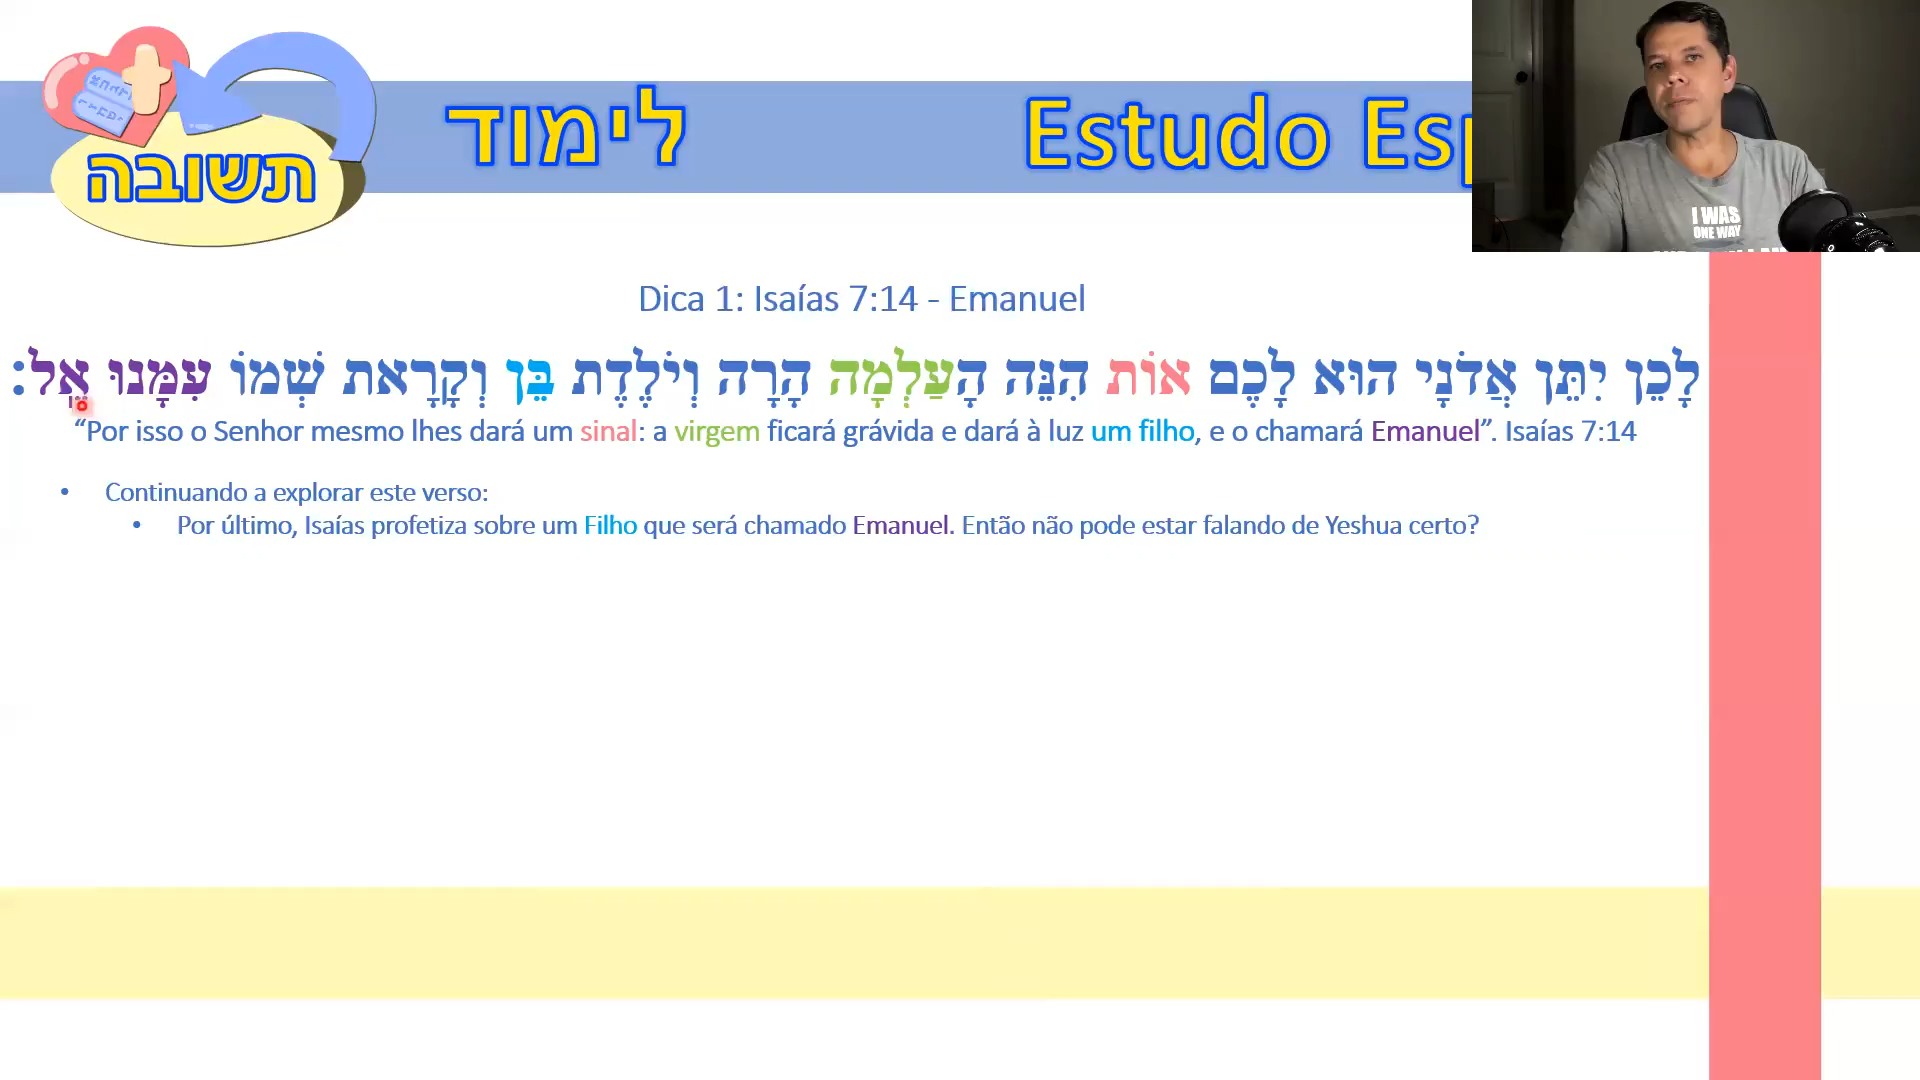 תשובה
לימוד
Estudo Esp
I WAS
ONE WAY
Dica 1: Isaías 7:14 - Emanuel
לָכֵן יִתֵּן אֲדֹנָי הוּא לָכֶם אוֹת הִנֵּה הָעַלְמָה הָרָה וְיֹלֶדֶת בֵּן וְקָרָאת שְׁמוֹ עִמָּנוּ אֵֽל׃
“Por isso o Senhor mesmo lhes dará um sinal: a virgem ficará grávida e dará à luz um filho, e o chamará Emanuel”. Isaías 7:14
• Continuando a explorar este verso:
• Por último, Isaías profetiza sobre um Filho que será chamado Emanuel. Então não pode estar falando de Yeshua certo?